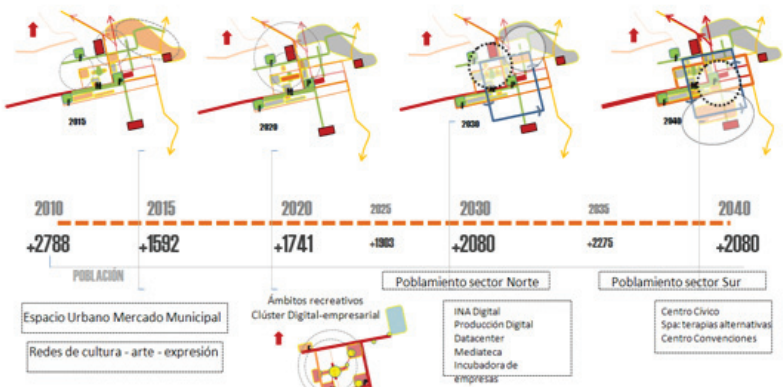 2015
2020
2030
2040
2010
2015
2020
2025
2030
2035
2040
+2788
+1592
+1741
+1903
+2080
+2275
+2080
POBLACIÓN
Poblamiento sector Norte
Poblamiento sector Sur
Espacio Urbano Mercado Municipal
Redes de cultura - arte - expresión
Ámbitos recreativos
Clúster Digital-empresarial
INA Digital
Producción Digital
Datacenter
Mediateca
Incubadora de
empresas
Centro Cívico
Spa: terapias alternativas
Centro Convenciones